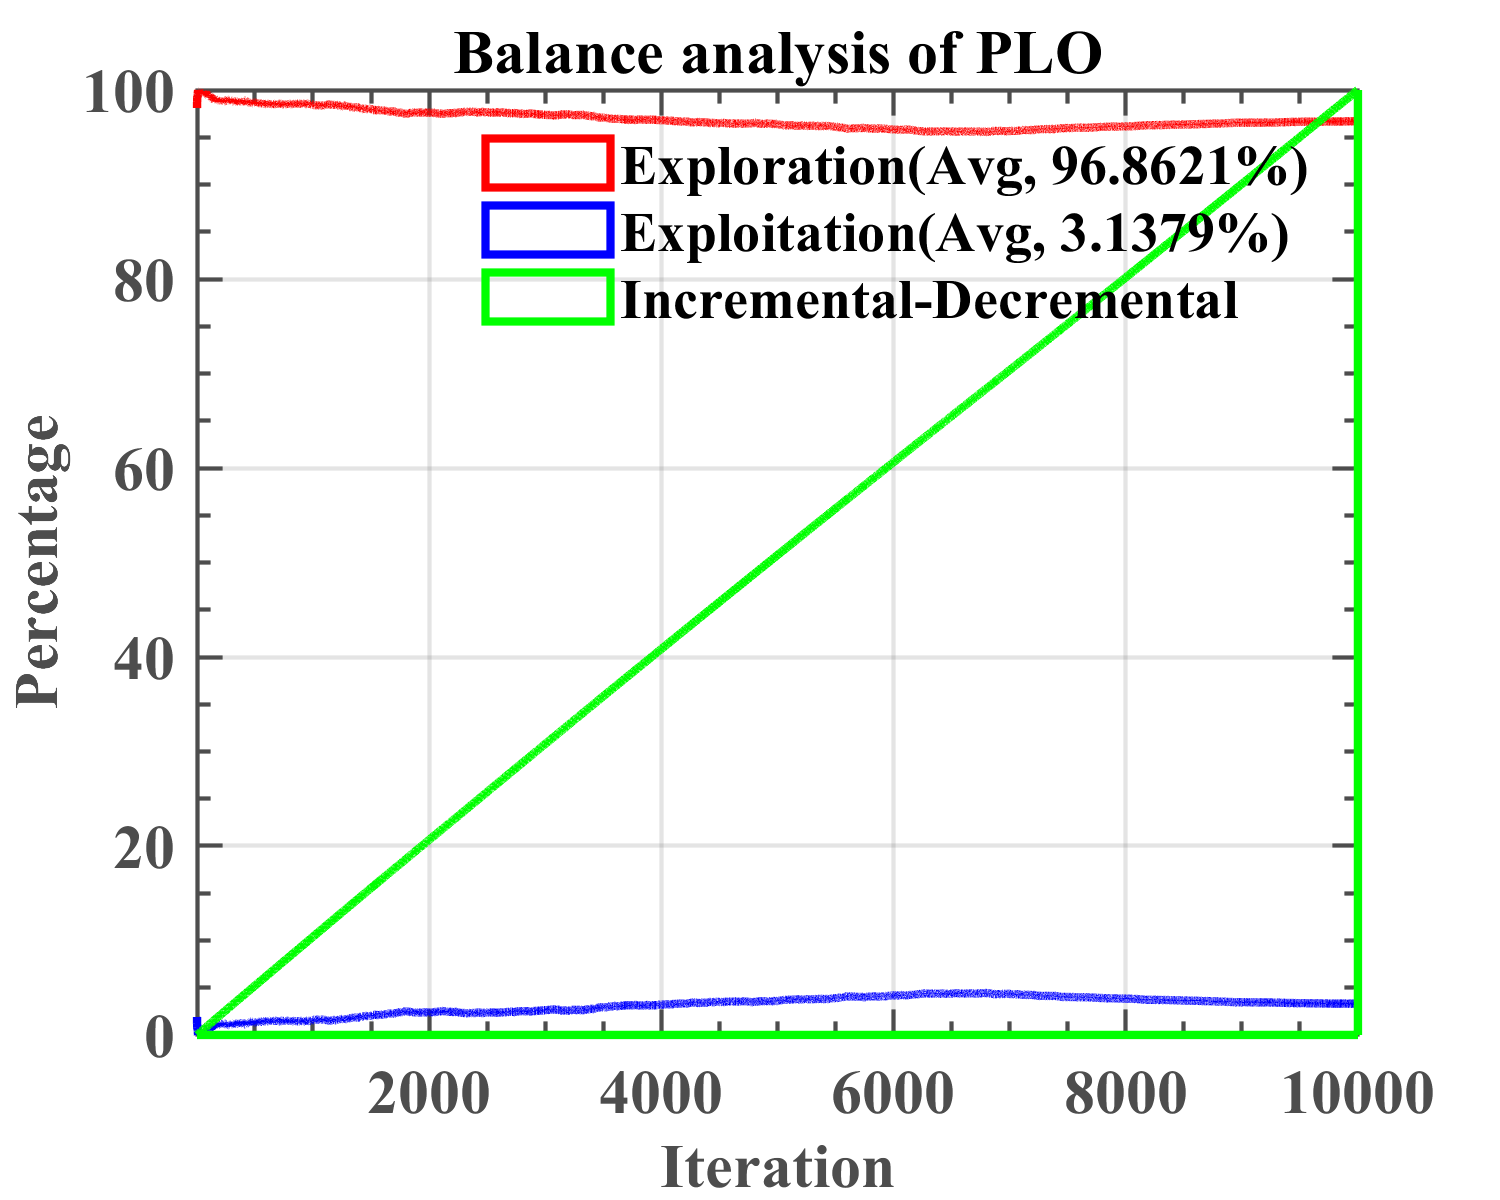 Balance analysis of PLO
100
80
60
40
20
0
Percentage
Exploration(Avg, 96.8621%)
Exploitation(Avg, 3.1379%)
Incremental-Decremental
2000 4000 6000 8000 10000
Iteration